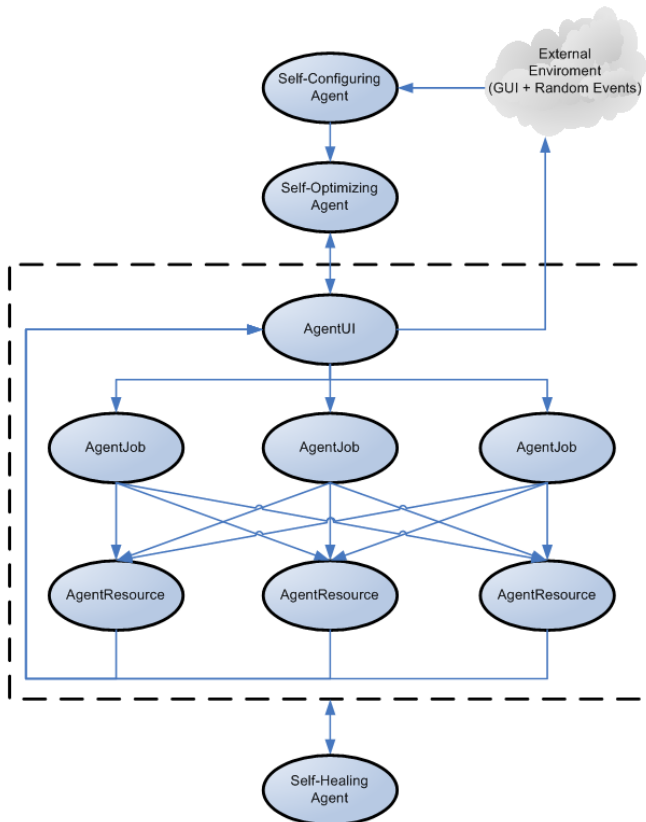 External
Enviroment
(GUI + Random Events)
Self-Configuring
Agent
Self-Optimizing
Agent
AgentUI
AgentJob
AgentJob
AgentJob
AgentResource
AgentResource
AgentResource
Self-Healing
Agent